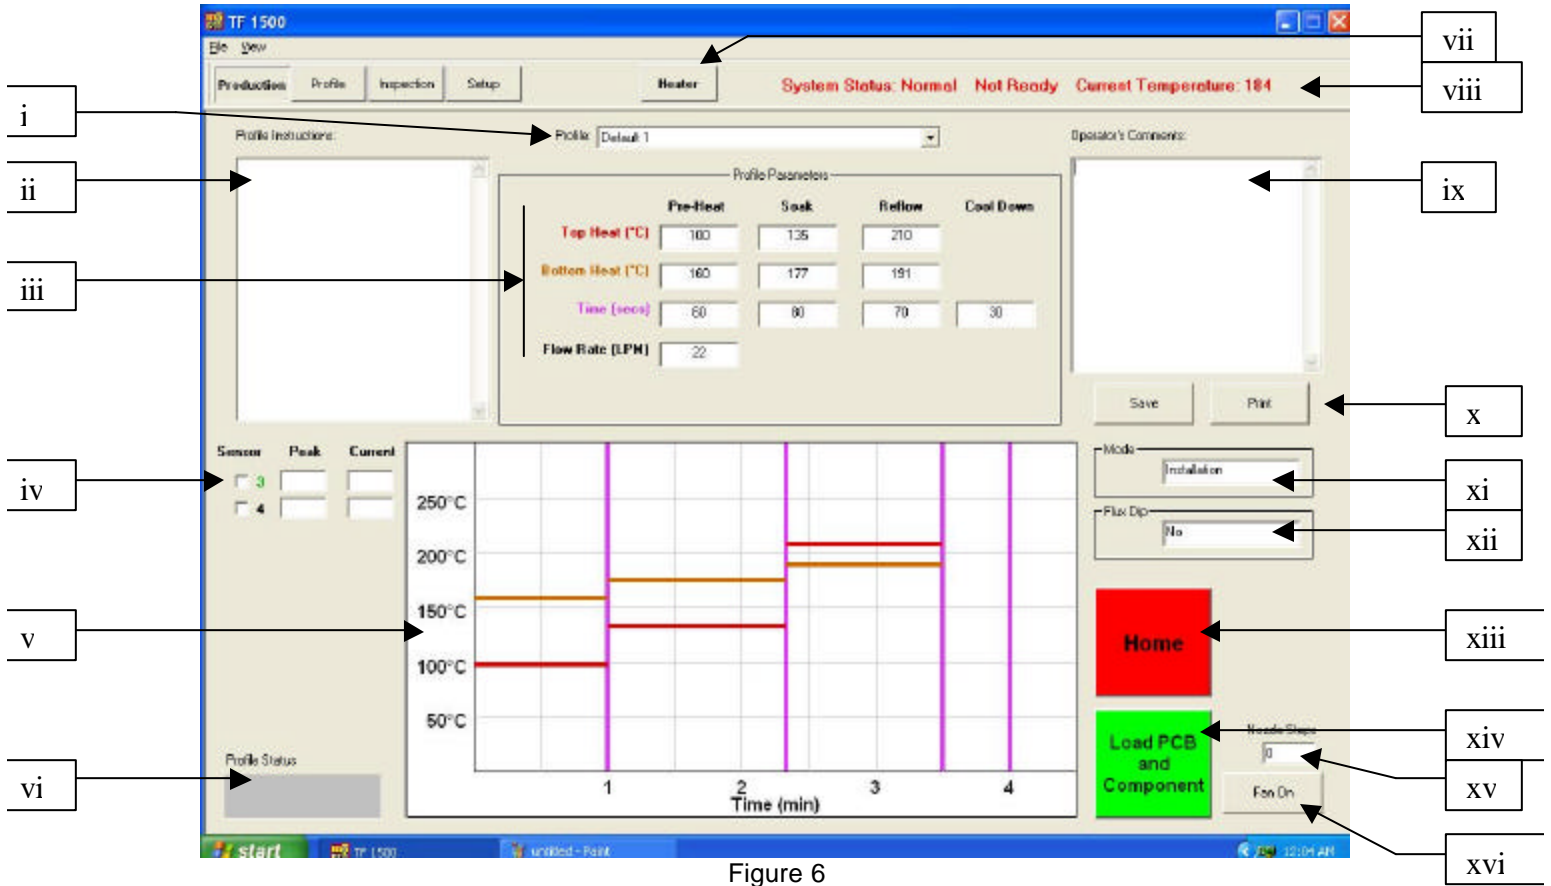 TF 1500
File View
Production Profile Inspection Setup Heater System Status: Normal Not Ready Current Temperature: 184
vii
viii
i
Profile Instructions:
Profile: Default 1
Operator's Comments:
ii
ix
Profile Parameters
Pre-Heat Soak Reflow Cool Down
Top Heat (°C) 100 135 210
Bottom Heat (°C) 160 177 191
Time (secs) 60 80 70 30
Flow Rate (LPM) 22
iii
Save Print
x
Sensor Peak Current
3
4
iv
Mode
Installation
xi
Flux Dip
No
xii
250°C
200°C
150°C
100°C
50°C
v
Home
xiii
Load PCB
and
Component
xiv
Nozzle Steps
0
xv
Profile Status
vi
1 2 3 4
Time (min)
Fan On
xvi
start TF 1500 untitled - Paint 12:04 AM
Figure 6